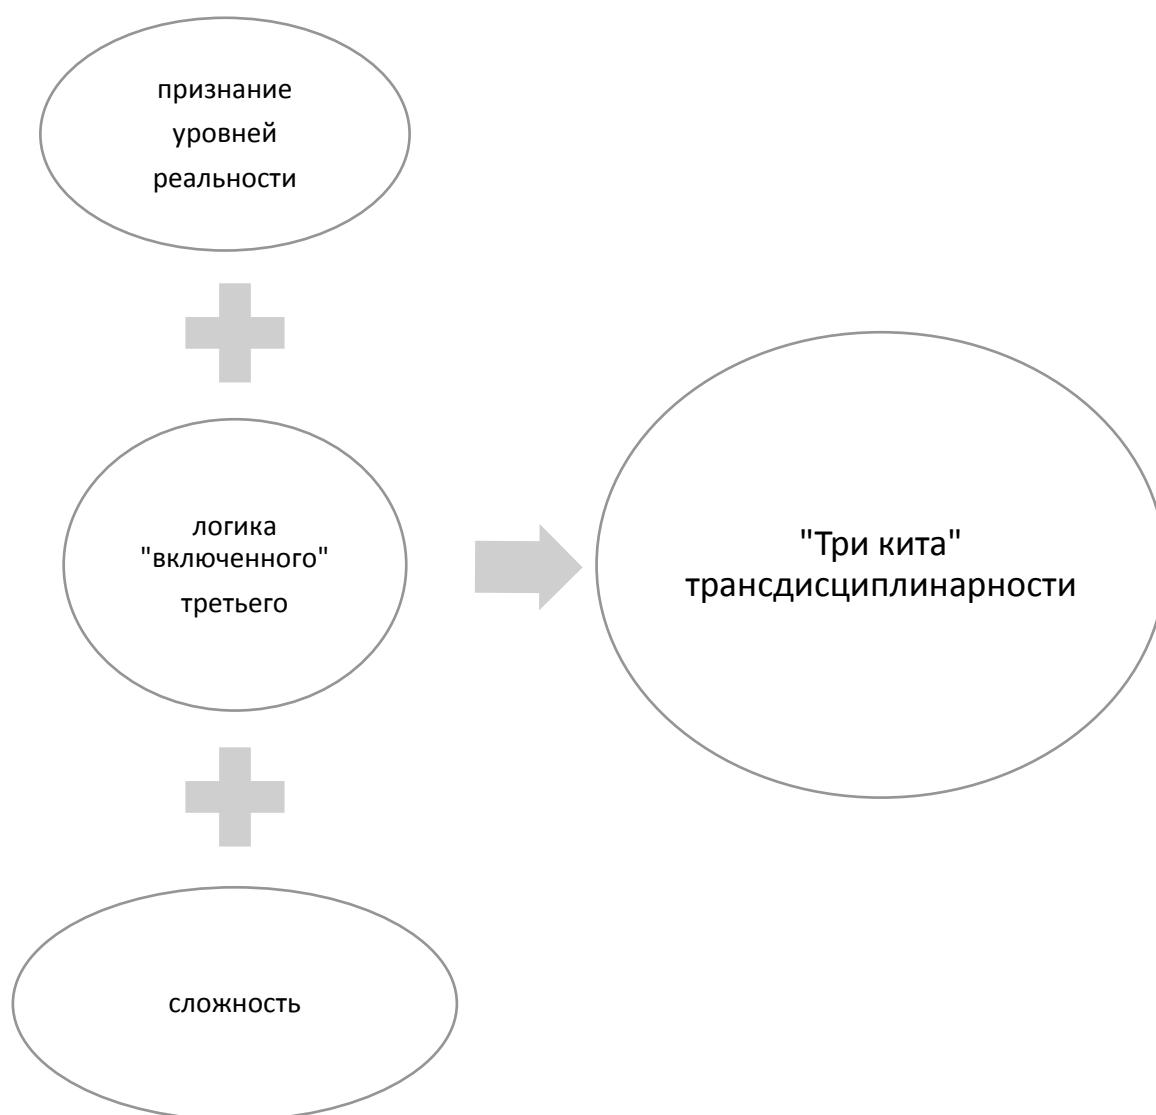 признание
уровней
реальности
логика
"включенного"
третьего
сложность
"Три кита"
трансдисциплинарности